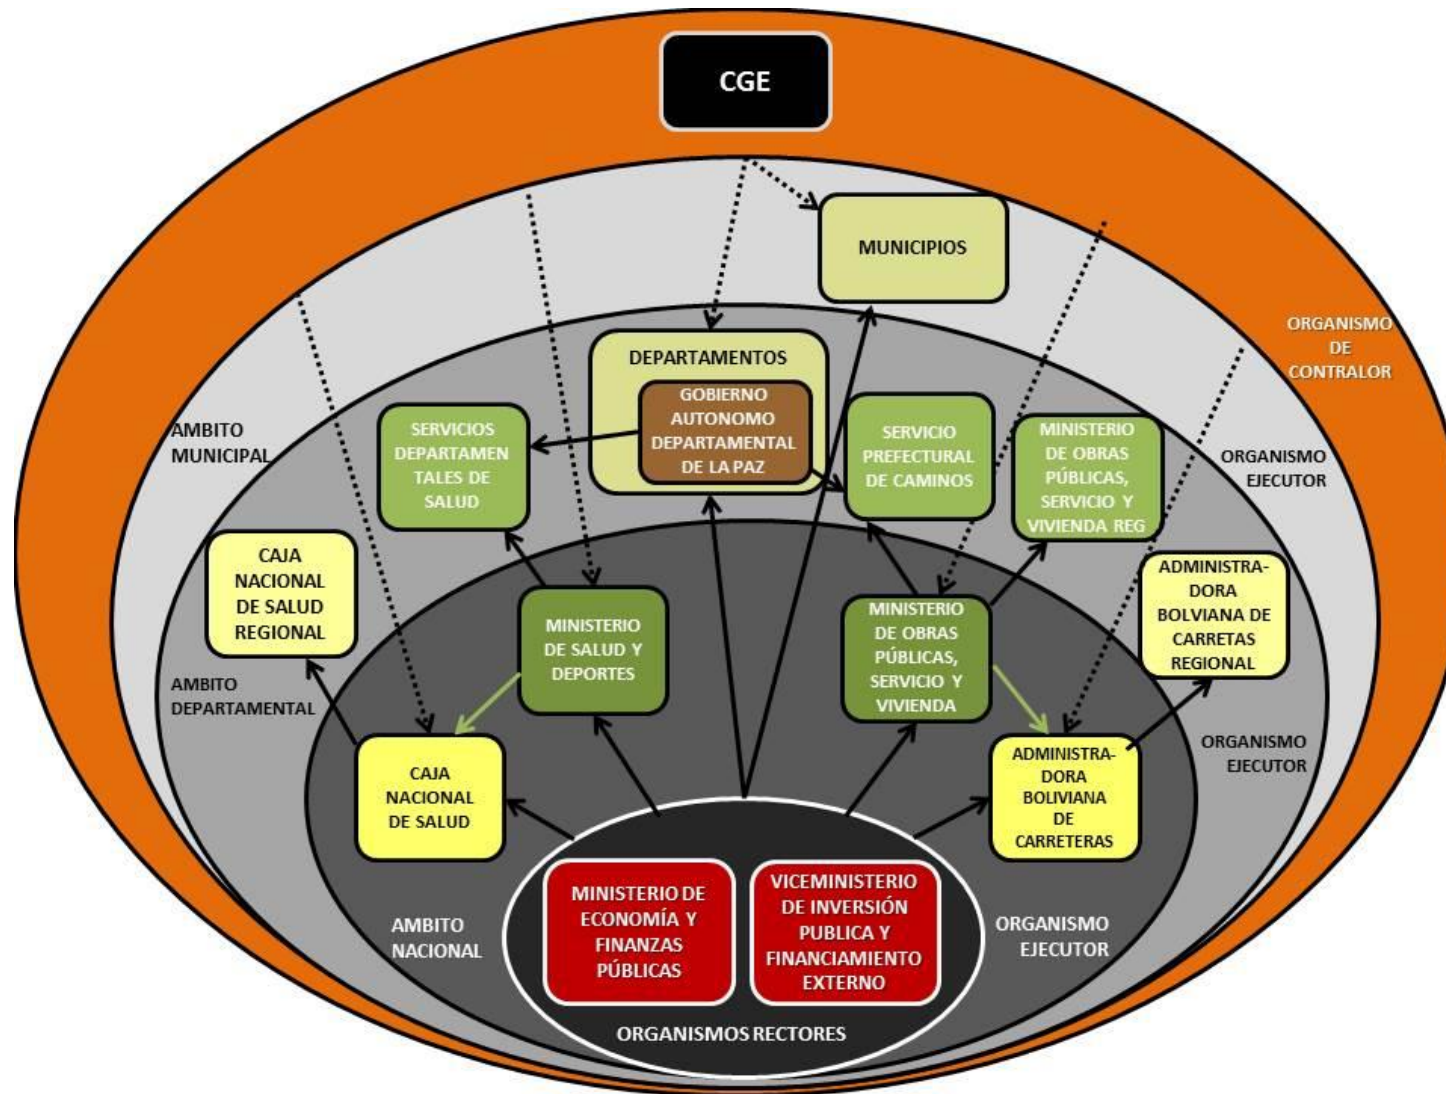 CGE
MUNICIPIOS
ORGANISMO
DE
CONTRALOR
DEPARTAMENTOS
GOBIERNO
AUTONOMO
DEPARTAMENTAL
DE LA PAZ
SERVICIOS
DEPARTAMEN
TALES DE
SALUD
SERVICIO
PREFECTURAL
DE CAMINOS
MINISTERIO
DE OBRAS
PÚBLICAS,
SERVICIO Y
VIVIENDA REG
AMBITO
MUNICIPAL
ORGANISMO
EJECUTOR
CAJA
NACIONAL
DE SALUD
REGIONAL
ADMINISTRA-
DORA
BOLVIANA DE
CARRETAS
REGIONAL
MINISTERIO
DE SALUD Y
DEPORTES
MINISTERIO
DE OBRAS
PÚBLICAS,
SERVICIO Y
VIVIENDA
AMBITO
DEPARTAMENTAL
ORGANISMO
EJECUTOR
CAJA
NACIONAL
DE SALUD
ADMINISTRA-
DORA
BOLIVIANA
DE
CARRETERAS
AMBITO
NACIONAL
MINISTERIO DE
ECONOMÍA Y
FINANZAS
PÚBLICAS
VICEMINISTERIO
DE INVERSIÓN
PUBLICA Y
FINANCIAMIENTO
EXTERNO
ORGANISMO
EJECUTOR
ORGANISMOS RECTORES